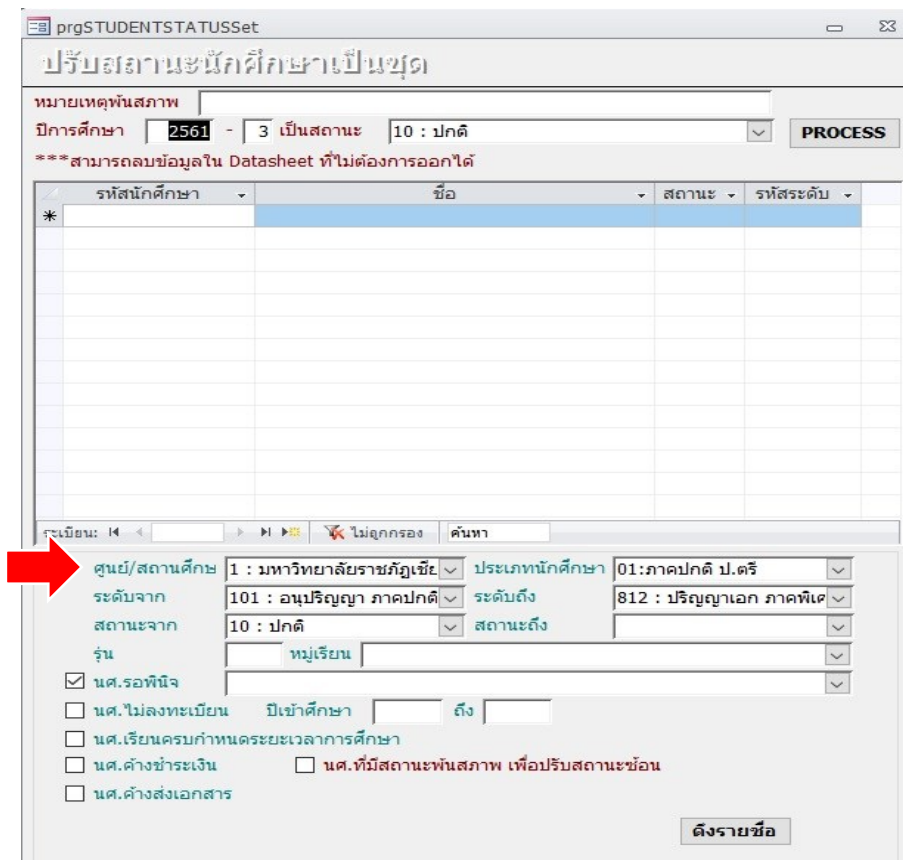 prgSTUDENTSTATUSSet
ปรับสถานะนักศึกษาเป็นชุด
หมายเหตุพ้นสภาพ
ปีการศึกษา 2561 - 3 เป็นสถานะ 10 : ปกติ PROCESS
***สามารถลบข้อมูลใน Datasheet ที่ไม่ต้องการออกได้
รหัสนักศึกษา ชื่อ สถานะ รหัสระดับ
ระเบียน: ไม่ถูกกรอง ค้นหา
ศูนย์/สถานศึกษ 1 : มหาวิทยาลัยราชภัฏเชีย ประเภทนักศึกษา 01:ภาคปกติ ป.ตรี
ระดับจาก 101 : อนุปริญญา ภาคปกติ ระดับถึง 812 : ปริญญาเอก ภาคพิเศ
สถานะจาก 10 : ปกติ สถานะถึง
รุ่น หมู่เรียน
นศ.รอพินิจ
นศ.ไม่ลงทะเบียน ปีเข้าศึกษา ถึง
นศ.เรียนครบกำหนดระยะเวลาการศึกษา
นศ.ค้างชำระเงิน นศ.ที่มีสถานะพ้นสภาพ เพื่อปรับสถานะซ้อน
นศ.ค้างส่งเอกสาร
ดึงรายชื่อ